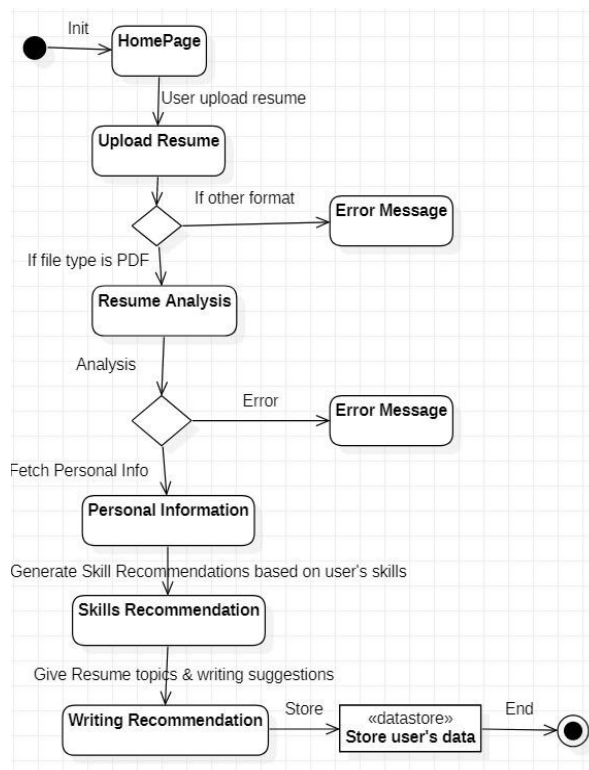 Init
HomePage
User upload resume
Upload Resume
If other format
Error Message
If file type is PDF
Resume Analysis
Analysis
Error
Error Message
Fetch Personal Info
Personal Information
Generate Skill Recommendations based on user's skills
Skills Recommendation
Give Resume topics & writing suggestions
Writing Recommendation
Store
«datastore»
Store user's data
End